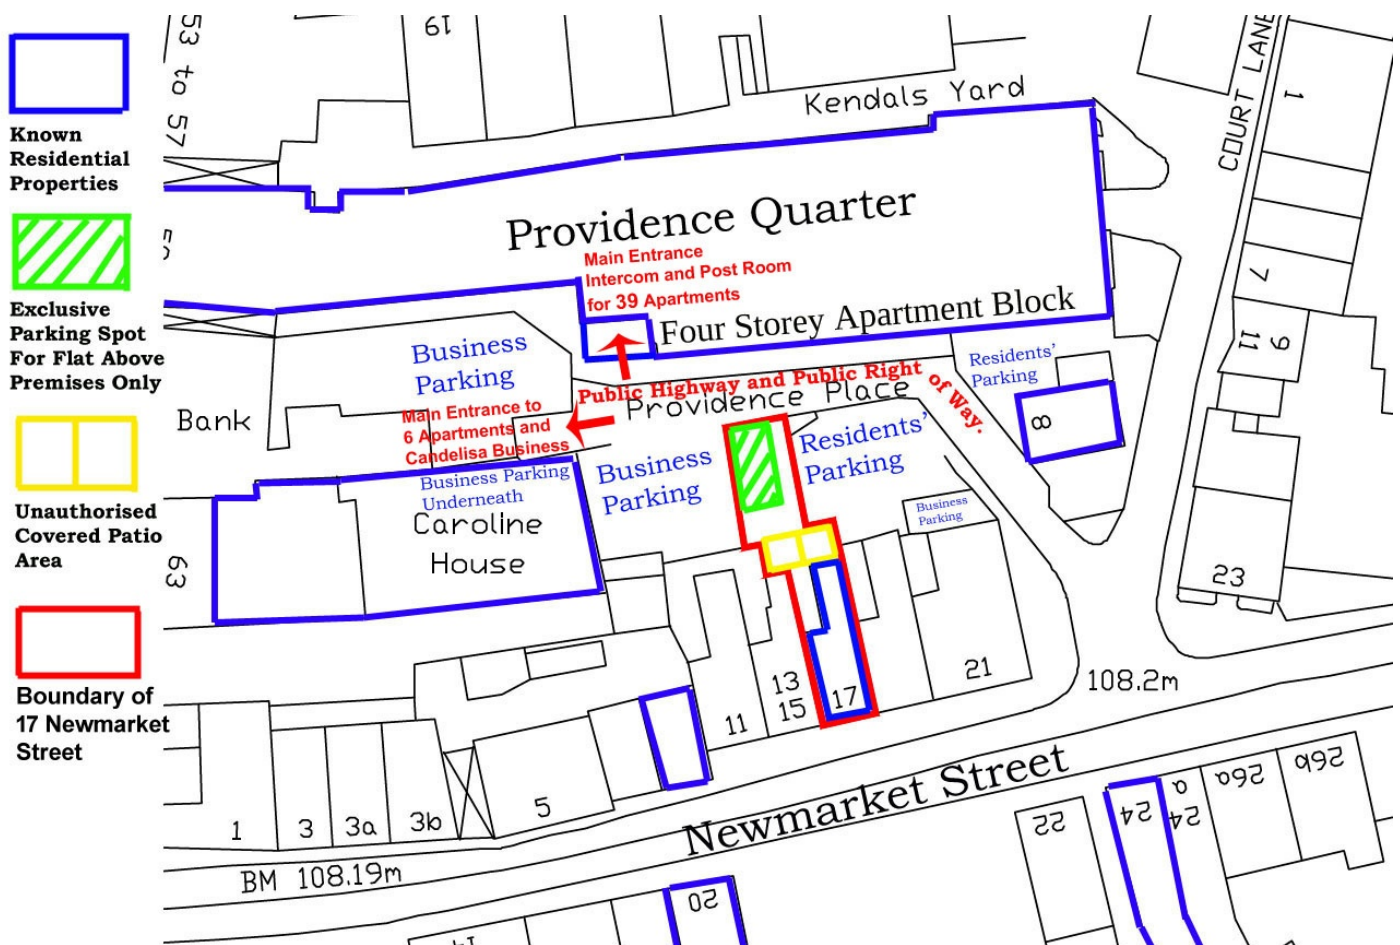 Known
Residential
Properties
Exclusive
Parking Spot
For Flat Above
Premises Only
Unauthorised
Covered Patio
Area
Boundary of
17 Newmarket
Street
53 to 57
61
Kendals Yard
COURT LANE
1
7
9
11
Providence Quarter
Main Entrance
Intercom and Post Room
for 39 Apartments
Four Storey Apartment Block
Business
Parking
Residents'
Parking
Public Highway and Public Right
of Way.
Providence Place
Bank
Main Entrance to
6 Apartments and
Candelisa Business
8
Business Parking
Underneath
Business
Parking
Residents'
Parking
Business
Parking
Caroline
House
63
23
13
15
17
21
11
108.2m
5
1
3
3a
3b
Newmarket Street
BM 108.19m
20
22
24
24
a
26a
26b